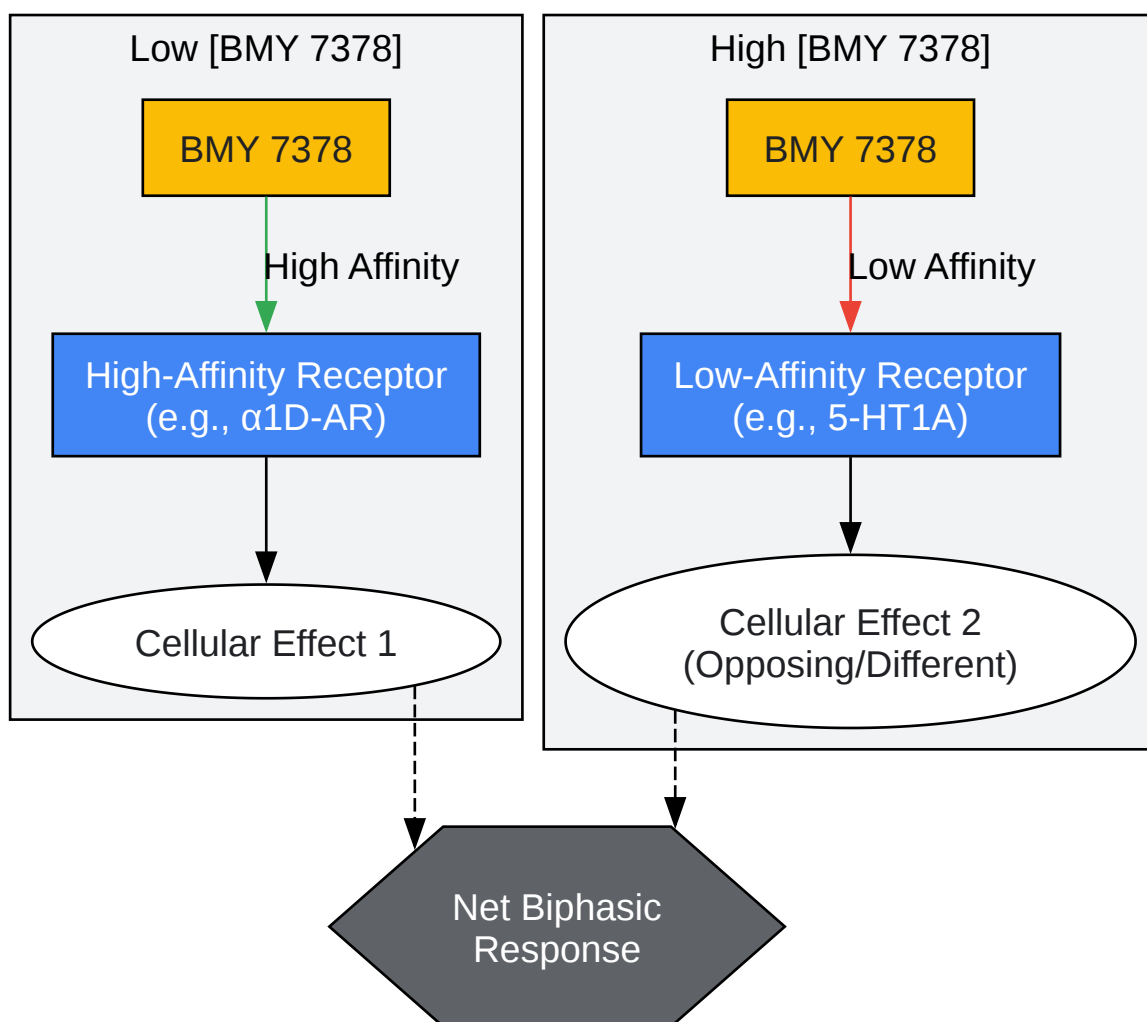 Low [BMY 7378]
BMY 7378
High Affinity
High-Affinity Receptor
(e.g., α1D-AR)
Cellular Effect 1
High [BMY 7378]
BMY 7378
Low Affinity
Low-Affinity Receptor
(e.g., 5-HT1A)
Cellular Effect 2
(Opposing/Different)
Net Biphasic
Response